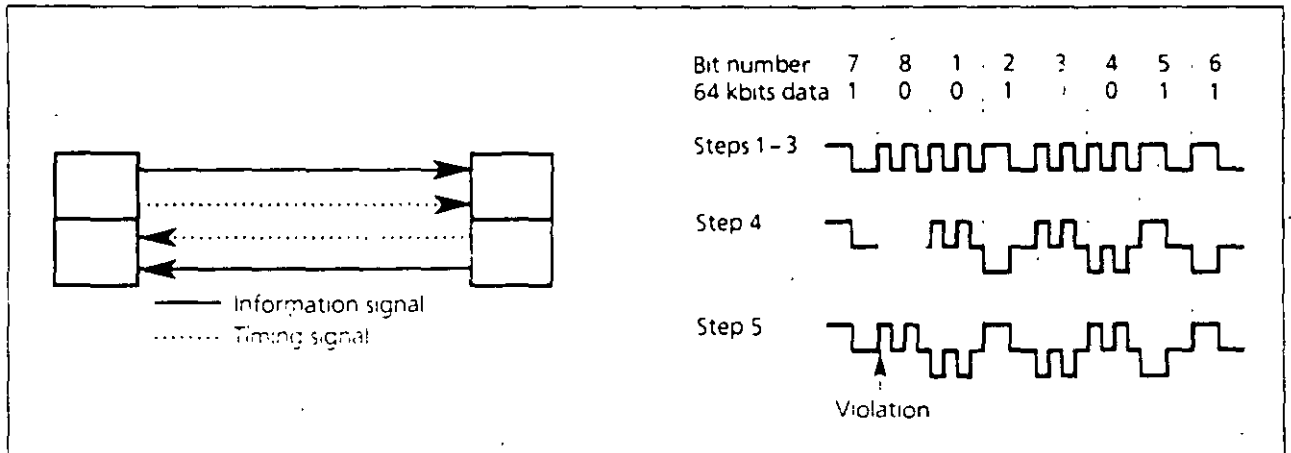 Information signal
Timing signal
Bit number 7 8 1 2 3 4 5 6
64 kbits data 1 0 0 1 0 1 1
Steps 1 – 3
Step 4
Step 5
Violation